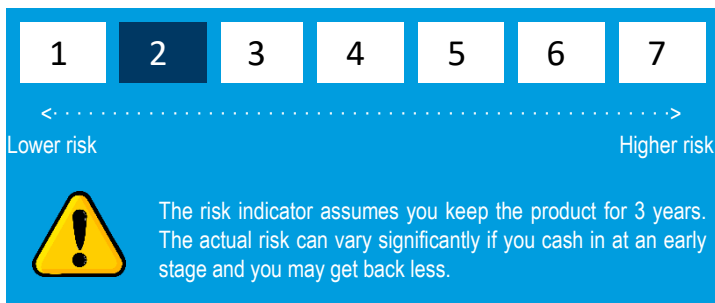 1 2 3 4 5 6 7
<·······················································>
Lower risk Higher risk
The risk indicator assumes you keep the product for 3 years.
The actual risk can vary significantly if you cash in at an early
stage and you may get back less.